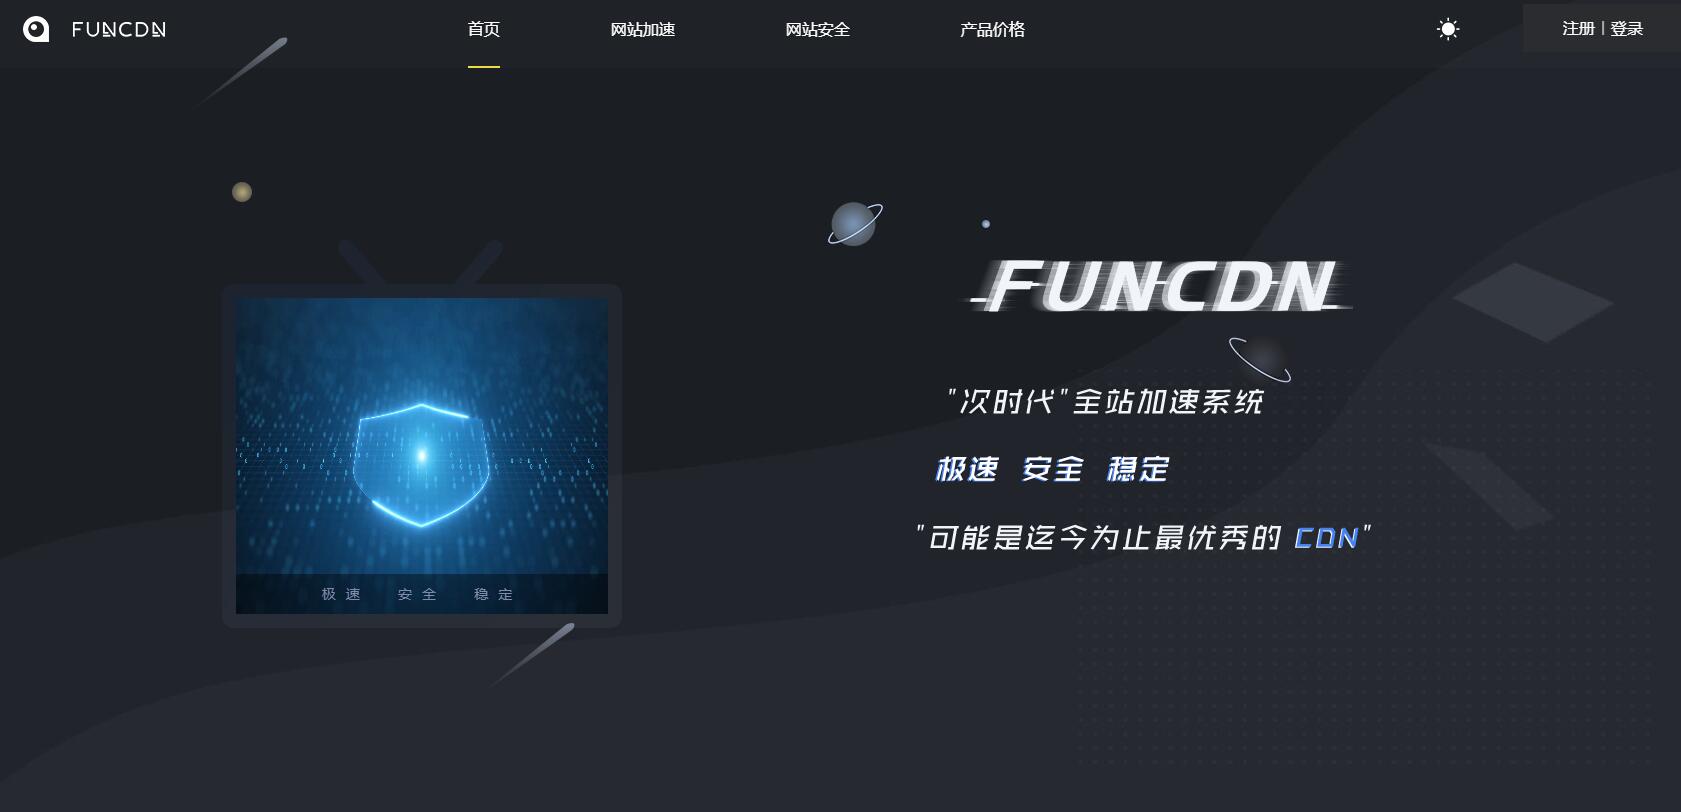 FUNCDN
首页
网站加速
网站安全
产品价格
注册 | 登录
FUNCDN
"次时代"全站加速系统
极速 安全 稳定
"可能是迄今为止最优秀的 CDN"
极速 安全 稳定